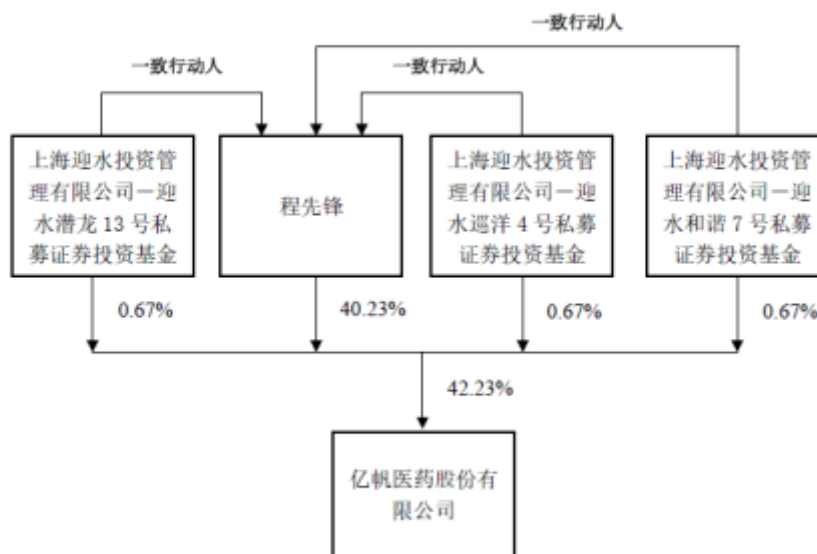 一致行动人
一致行动人
一致行动人
上海迎水投资管
理有限公司－迎
水潜龙 13 号私
募证券投资基金
程先锋
上海迎水投资管
理有限公司－迎
水巡洋 4 号私募
证券投资基金
上海迎水投资管
理有限公司－迎
水和谐 7 号私募
证券投资基金
0.67%
40.23%
0.67%
0.67%
42.23%
亿帆医药股份有
限公司